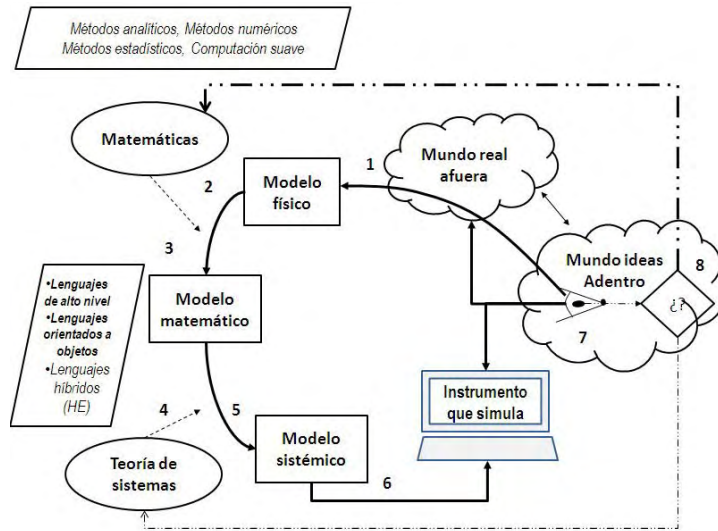 Métodos analíticos, Métodos numéricos
Métodos estadísticos, Computación suave
Matemáticas
1
Mundo real
afuera
2
Modelo
físico
3
Mundo ideas
Adentro
8
¿?
7
•Lenguajes
de alto nivel
•Lenguajes
orientados a
objetos
•Lenguajes
híbridos
(HE)
Modelo
matemático
Instrumento
que simula
4
5
Modelo
sistémico
6
Teoría de
sistemas